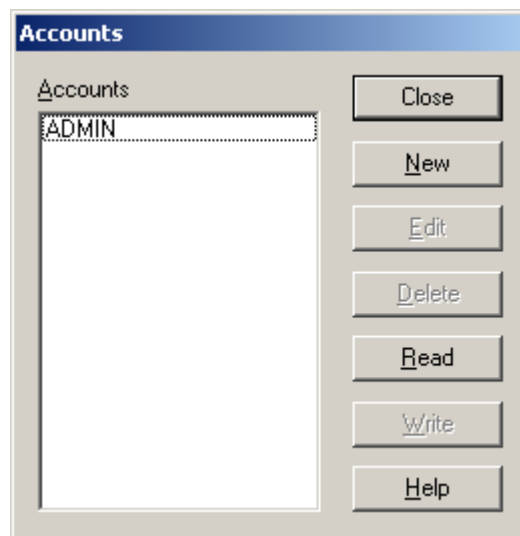 Accounts
Accounts
ADMIN
Close
New
Edit
Delete
Read
Write
Help